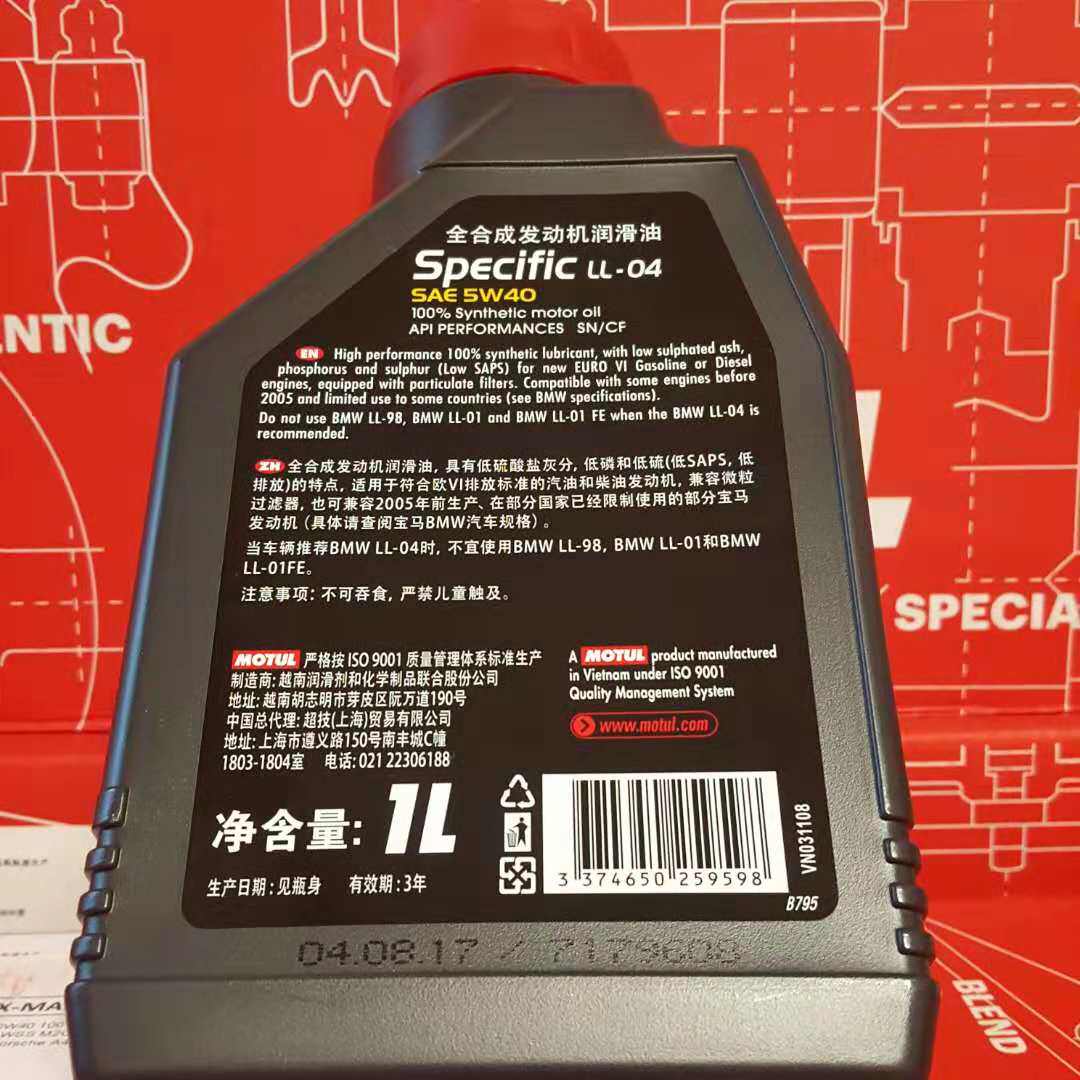 全合成发动机润滑油
Specific LL-04
SAE 5W40
100% Synthetic motor oil
API PERFORMANCES SN/CF
EN High performance 100% synthetic lubricant, with low sulphated ash,
phosphorus and sulphur (Low SAPS) for new EURO VI Gasoline or Diesel
engines, equipped with particulate filters. Compatible with some engines before
2005 and limited use to some countries (see BMW specifications).
Do not use BMW LL-98, BMW LL-01 and BMW LL-01 FE when the BMW LL-04 is
recommended.
ZH 全合成发动机润滑油，具有低硫酸盐灰分，低磷和低硫(低SAPS, 低
排放)的特点，适用于符合欧VI排放标准的汽油和柴油发动机，兼容微粒
过滤器，也可兼容2005年前生产、在部分国家已经限制使用的部分宝马
发动机（具体请查阅宝马BMW汽车规格）。
当车辆推荐BMW LL-04时，不宜使用BMW LL-98, BMW LL-01和BMW
LL-01FE。
注意事项：不可吞食，严禁儿童触及。
MOTUL 严格按 ISO 9001 质量管理体系标准生产
制造商：越南润滑剂和化学制品联合股份公司
地址：越南胡志明市芽皮区阮万道190号
中国总代理：超技(上海)贸易有限公司
地址：上海市遵义路150号南丰城C幢
1803-1804室 电话：021 22306188
A MOTUL product manufactured
in Vietnam under ISO 9001
Quality Management System
www.motul.com
净含量：1L
生产日期：见瓶身 有效期：3年
3 374650 259598
VN031108
B795
04.08.17 / 7179608
ENTIC
SPECIA
BLEND
X-MA
5W40 100